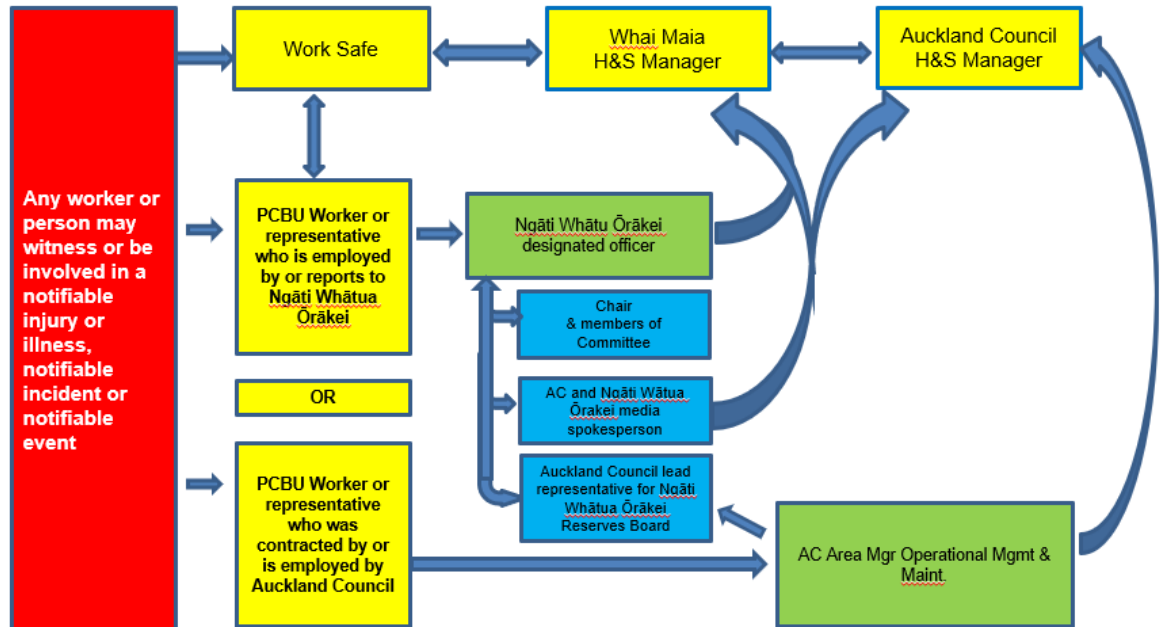 Any worker or
person may
witness or be
involved in a
notifiable
injury or
illness,
notifiable
incident or
notifiable
event
Work Safe
Whai Maia
H&S Manager
Auckland Council
H&S Manager
PCBU Worker or
representative
who is employed
by or reports to
Ngāti Whātua
Ōrākei
Ngāti Whātu Ōrākei
designated officer
Chair
& members of
Committee
OR
AC and Ngāti Wātua
Ōrakei media
spokesperson
PCBU Worker or
representative
who was
contracted by or
is employed by
Auckland Council
Auckland Council lead
representative for Ngāti
Whātua Ōrākei
Reserves Board
AC Area Mgr Operational Mgmt &
Maint.